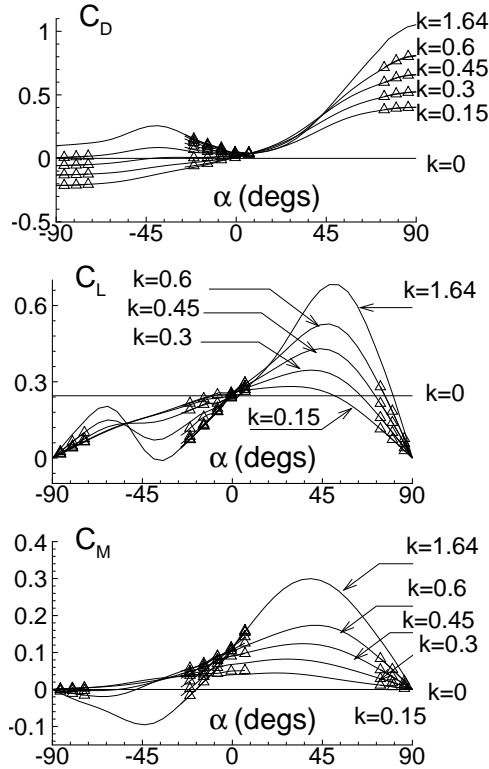 C_D
1
k=1.64
k=0.6
k=0.45
k=0.3
k=0.15
0.5
0
k=0
α (degs)
-0.5
-90 -45 0 45 90
C_L
k=0.6
k=1.64
0.6
k=0.45
k=0.3
0.3
k=0
k=0.15
0
α (degs)
-90 -45 0 45 90
C_M
0.4
k=1.64
0.3
k=0.6
0.2
k=0.45
0.1
k=0.3
0
k=0
-0.1
α (degs)
k=0.15
-90 -45 0 45 90